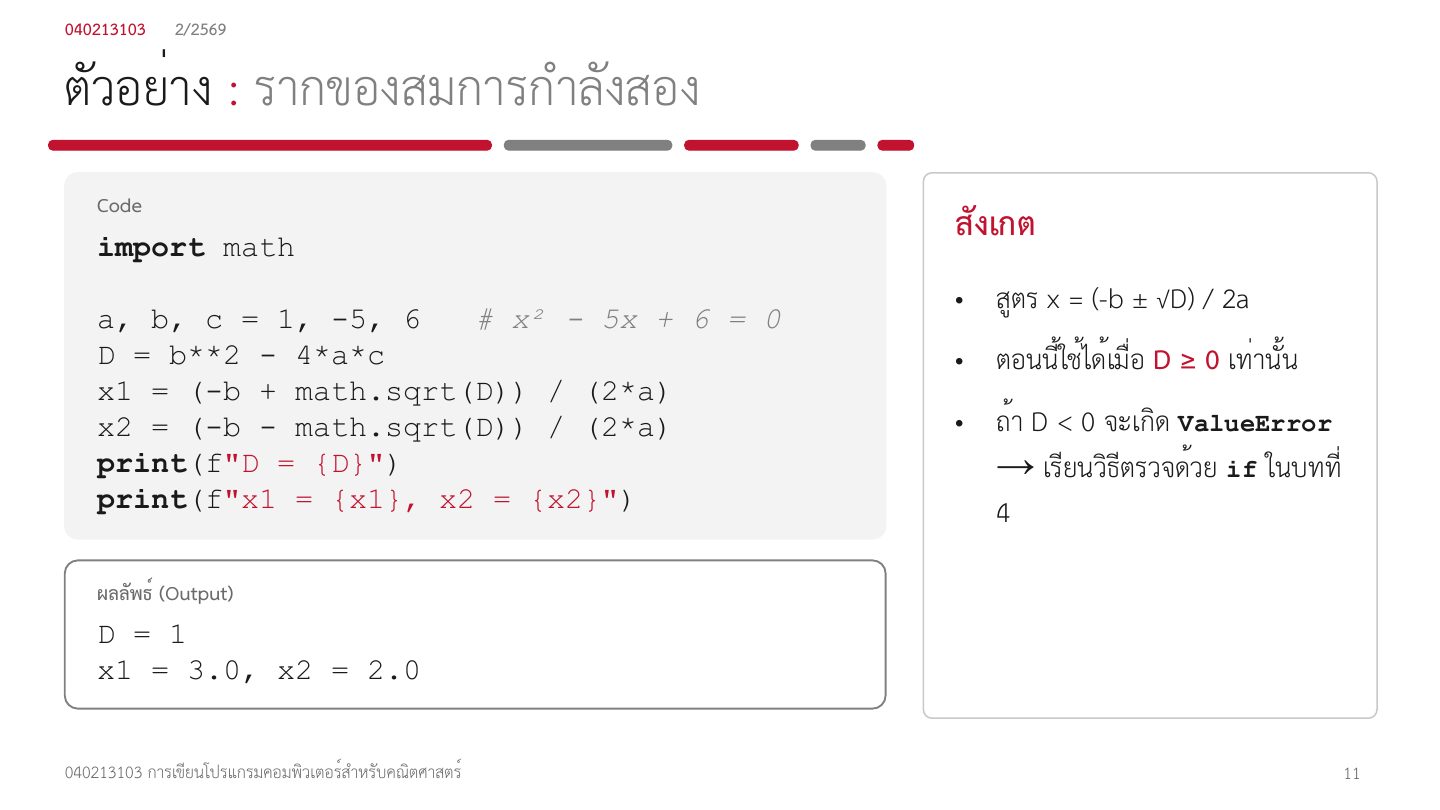 040213103 2/2569
ตัวอย่าง : รากของสมการกำลังสอง
Code
import math
a, b, c = 1, -5, 6 # x² - 5x + 6 = 0
D = b**2 - 4*a*c
x1 = (-b + math.sqrt(D)) / (2*a)
x2 = (-b - math.sqrt(D)) / (2*a)
print(f"D = {D}")
print(f"x1 = {x1}, x2 = {x2}")
ผลลัพธ์ (Output)
D = 1
x1 = 3.0, x2 = 2.0
สังเกต
• สูตร x = (-b ± √D) / 2a
• ตอนนี้ใช้ได้เมื่อ D ≥ 0 เท่านั้น
• ถ้า D < 0 จะเกิด ValueError
⟶ เรียนวิธีตรวจด้วย if ในบทที่
4
040213103 การเขียนโปรแกรมคอมพิวเตอร์สำหรับคณิตศาสตร์
11